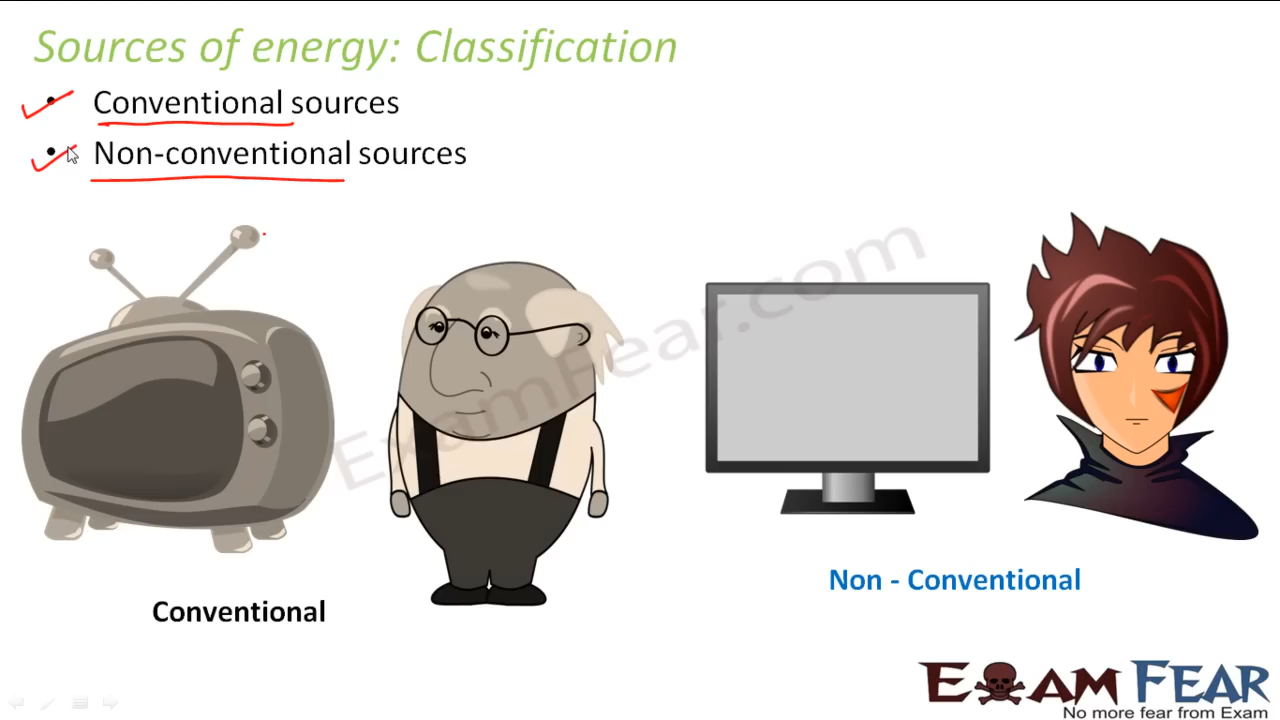 Sources of energy: Classification
• Conventional sources
• Non-conventional sources
ExamFear.com
Conventional
Non - Conventional
EXAM FEAR
No more fear from Exam